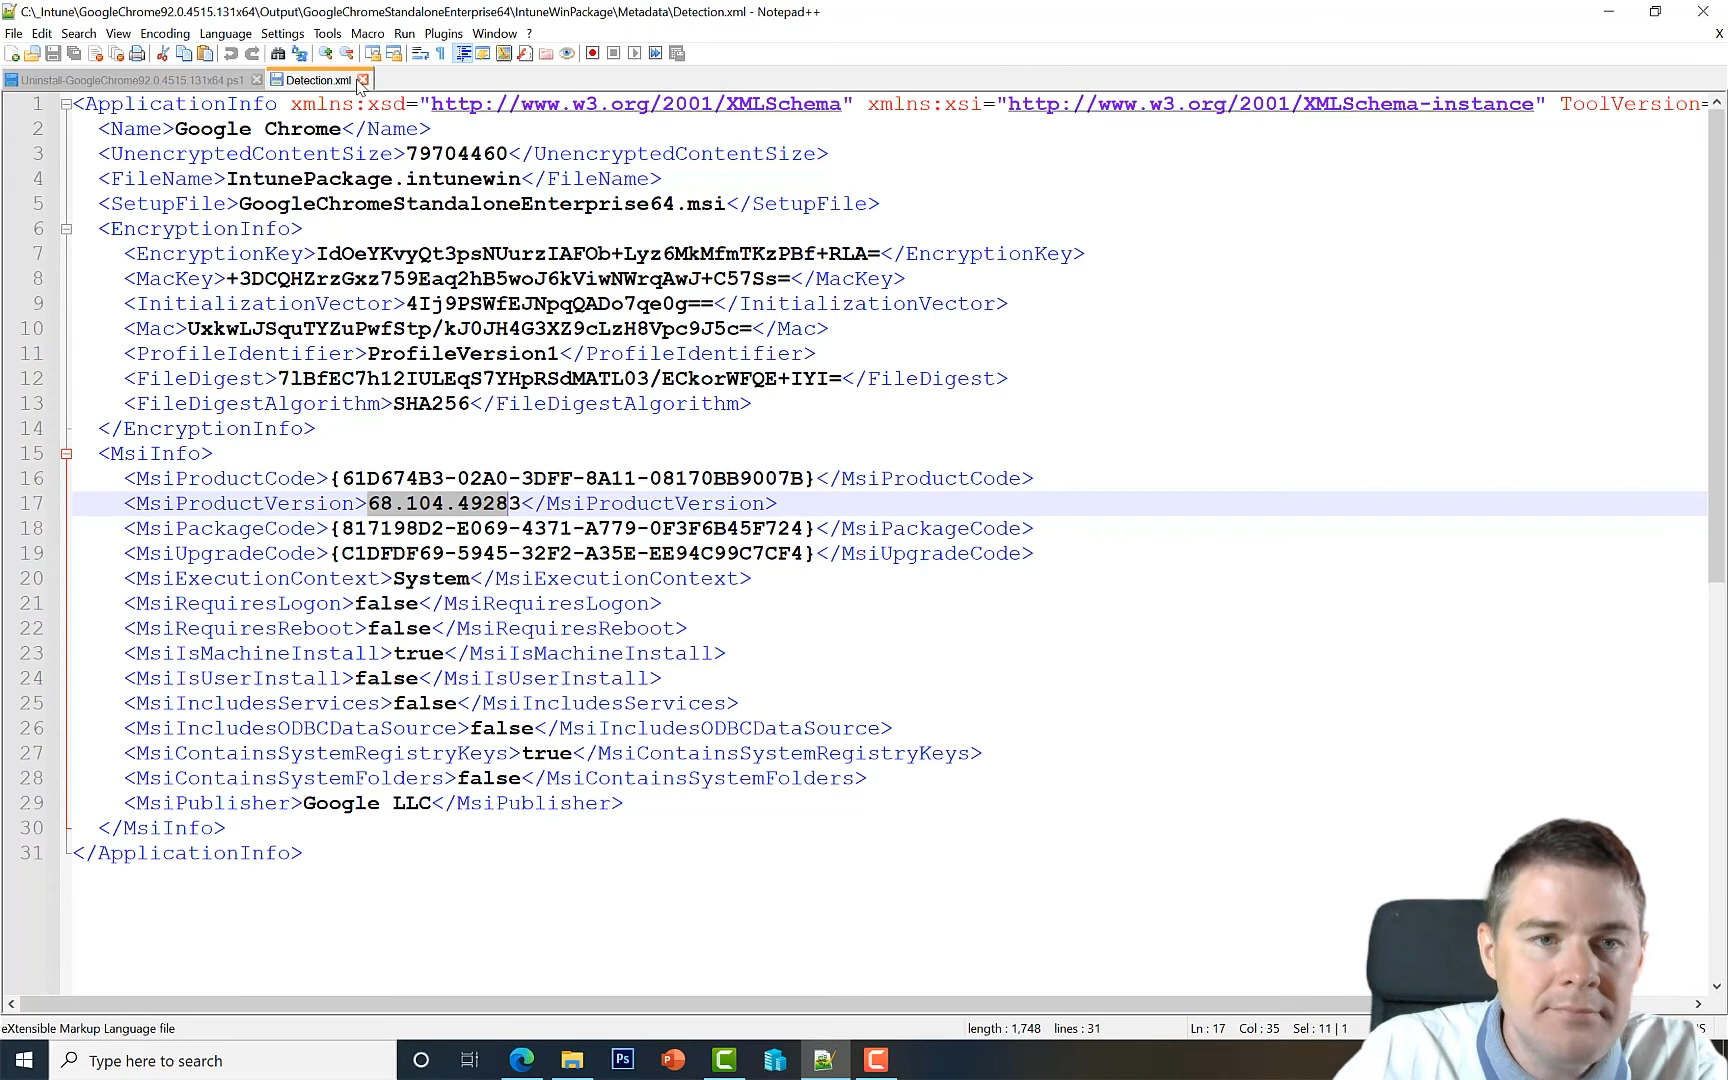 C:\_Intune\GoogleChrome92.0.4515.131x64\Output\GoogleChromeStandaloneEnterprise64\IntuneWinPackage\Metadata\Detection.xml - Notepad++
File Edit Search View Encoding Language Settings Tools Macro Run Plugins Window ? X
Uninstall-GoogleChrome92.0.4515.131x64.ps1 Detection.xml
1 <ApplicationInfo xmlns:xsd="http://www.w3.org/2001/XMLSchema" xmlns:xsi="http://www.w3.org/2001/XMLSchema-instance" ToolVersion=
2 <Name>Google Chrome</Name>
3 <UnencryptedContentSize>79704460</UnencryptedContentSize>
4 <FileName>IntunePackage.intunewin</FileName>
5 <SetupFile>GoogleChromeStandaloneEnterprise64.msi</SetupFile>
6 <EncryptionInfo>
7 <EncryptionKey>IdOeYKvyQt3psNUurzIAFOb+Lyz6MkMfmTKzPBf+RLA=</EncryptionKey>
8 <MacKey>+3DCQHZrzGxz759Eaq2hB5woJ6kViwNWrqAwJ+C57Ss=</MacKey>
9 <InitializationVector>4Ij9PSWfEJNpqQADo7qe0g==</InitializationVector>
10 <Mac>UxkwLJSquTYZuPwfStp/kJ0JH4G3XZ9cLzH8Vpc9J5c=</Mac>
11 <ProfileIdentifier>ProfileVersion1</ProfileIdentifier>
12 <FileDigest>7lBfEC7h12IULEqS7YHpRSdMATL03/ECkorWFQE+IYI=</FileDigest>
13 <FileDigestAlgorithm>SHA256</FileDigestAlgorithm>
14 </EncryptionInfo>
15 <MsiInfo>
16 <MsiProductCode>{61D674B3-02A0-3DFF-8A11-08170BB9007B}</MsiProductCode>
17 <MsiProductVersion>68.104.49283</MsiProductVersion>
18 <MsiPackageCode>{817198D2-E069-4371-A779-0F3F6B45F724}</MsiPackageCode>
19 <MsiUpgradeCode>{C1DFDF69-5945-32F2-A35E-EE94C99C7CF4}</MsiUpgradeCode>
20 <MsiExecutionContext>System</MsiExecutionContext>
21 <MsiRequiresLogon>false</MsiRequiresLogon>
22 <MsiRequiresReboot>false</MsiRequiresReboot>
23 <MsiIsMachineInstall>true</MsiIsMachineInstall>
24 <MsiIsUserInstall>false</MsiIsUserInstall>
25 <MsiIncludesServices>false</MsiIncludesServices>
26 <MsiIncludesODBCDataSource>false</MsiIncludesODBCDataSource>
27 <MsiContainsSystemRegistryKeys>true</MsiContainsSystemRegistryKeys>
28 <MsiContainsSystemFolders>false</MsiContainsSystemFolders>
29 <MsiPublisher>Google LLC</MsiPublisher>
30 </MsiInfo>
31 </ApplicationInfo>
eXtensible Markup Language file length : 1,748 lines : 31 Ln : 17 Col : 35 Sel : 11 | 1
Type here to search